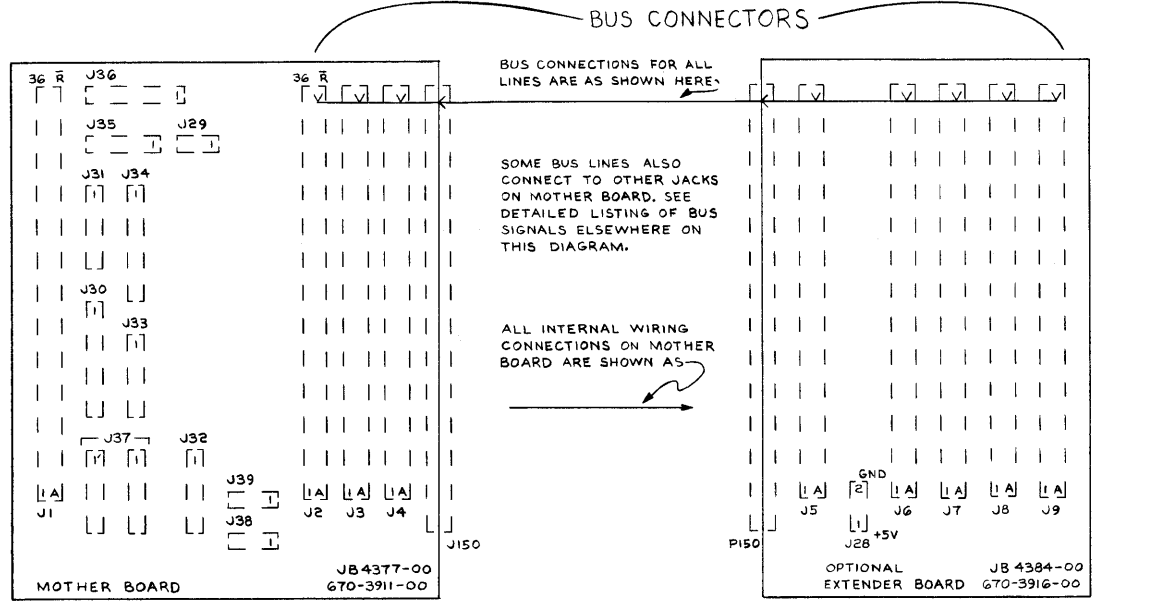 BUS CONNECTORS
BUS CONNECTIONS FOR ALL
LINES ARE AS SHOWN HERE
36 R̅
J36
J35
J29
J31
J34
J30
J33
J37
J32
J39
J38
1 A
J1
36 R̅
1 A
J2
1 A
J3
1 A
J4
J150
MOTHER BOARD
JB4377-00
670-3911-00
SOME BUS LINES ALSO
CONNECT TO OTHER JACKS
ON MOTHER BOARD. SEE
DETAILED LISTING OF BUS
SIGNALS ELSEWHERE ON
THIS DIAGRAM.
ALL INTERNAL WIRING
CONNECTIONS ON MOTHER
BOARD ARE SHOWN AS
P150
1 A
J5
GND
2
1
+5V
J28
1 A
J6
1 A
J7
1 A
J8
1 A
J9
OPTIONAL
EXTENDER BOARD
JB 4384-00
670-3916-00